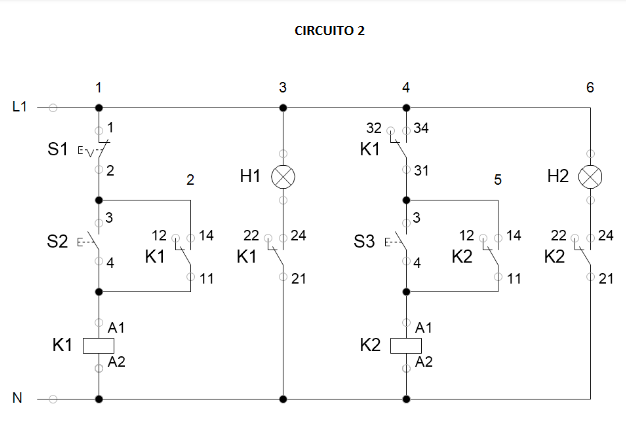 CIRCUITO 2
1 3 4 6
L1
1 32 34
S1 K1
2 31
2 H1 5 H2
3 3
S2 12 14 22 24 S3 12 14 22 24
K1 K1 K2 K2
4 11 21 4 11 21
A1 A1
K1 K2
A2 A2
N